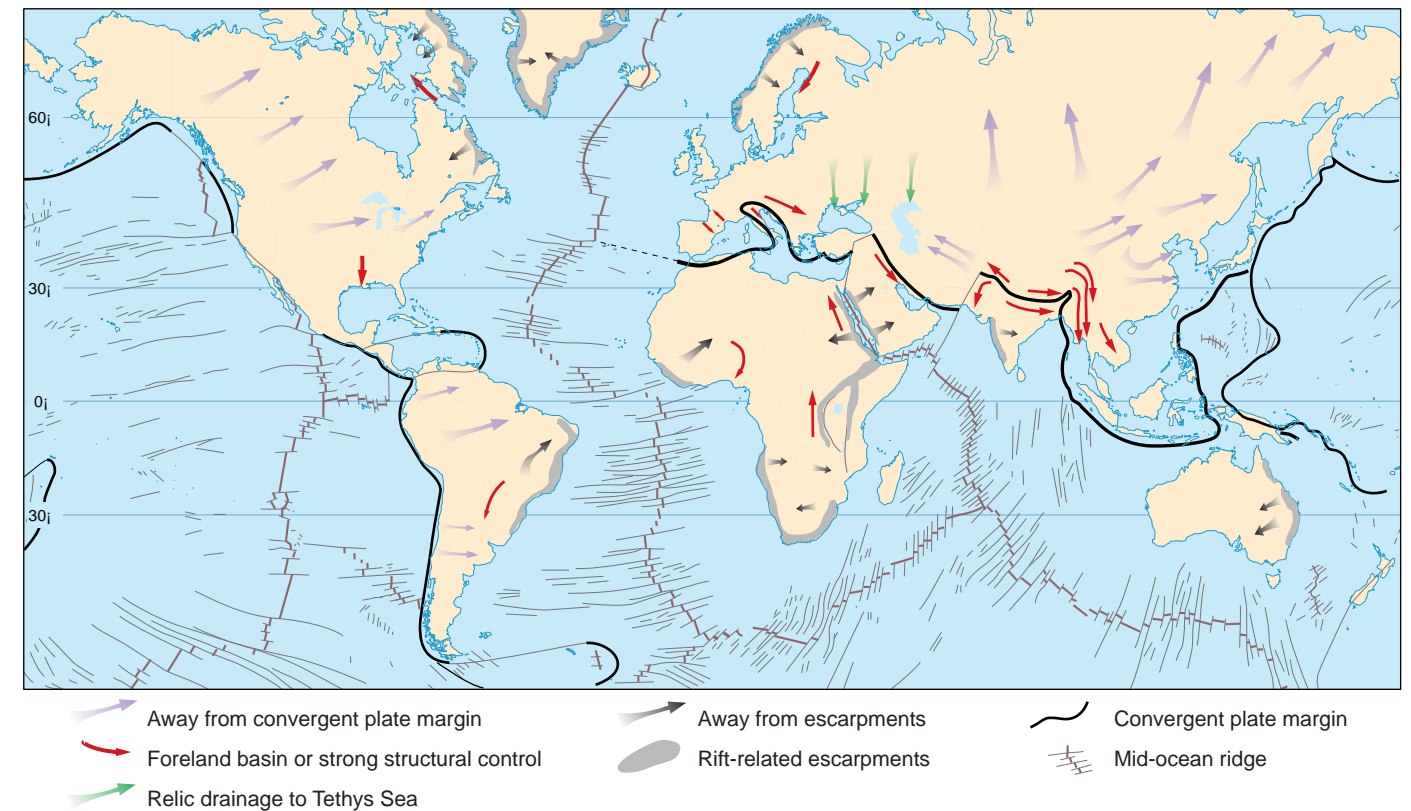 60¡
30¡
0¡
30¡
Away from convergent plate margin
Foreland basin or strong structural control
Relic drainage to Tethys Sea
Away from escarpments
Rift-related escarpments
Convergent plate margin
Mid-ocean ridge